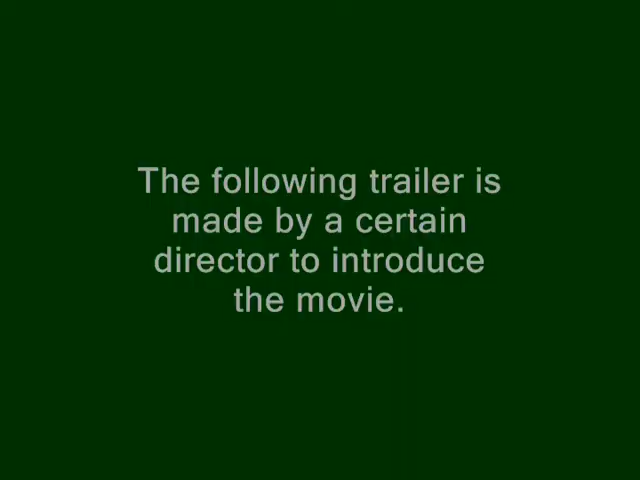 The following trailer is
made by a certain
director to introduce
the movie.